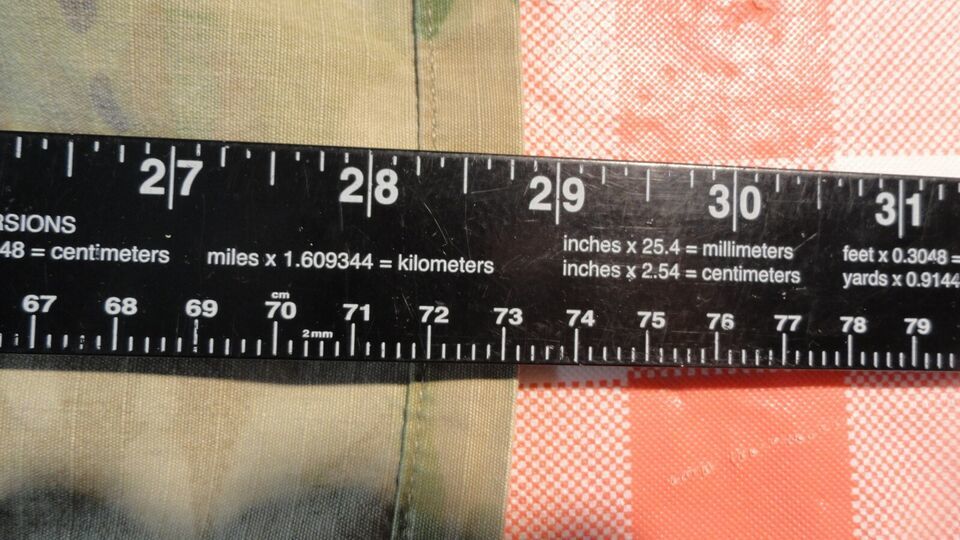 27 28 29 30 31
RSIONS
48 = centimeters
miles x 1.609344 = kilometers
inches x 25.4 = millimeters
inches x 2.54 = centimeters
feet x 0.3048 =
yards x 0.9144
cm
67 68 69 70 71 72 73 74 75 76 77 78 79
2 mm